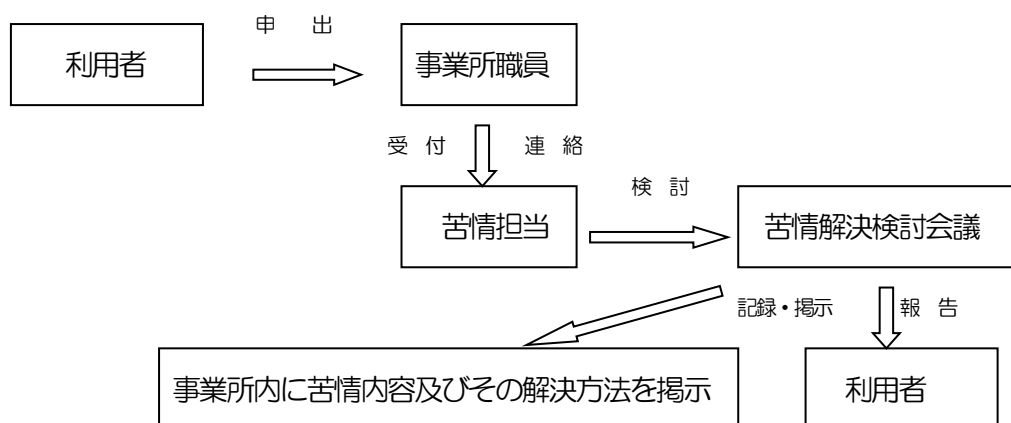 申　出
利用者
事業所職員
受　付
連　絡
検　討
苦情担当
苦情解決検討会議
記録・掲示
報　告
事業所内に苦情内容及びその解決方法を掲示
利用者